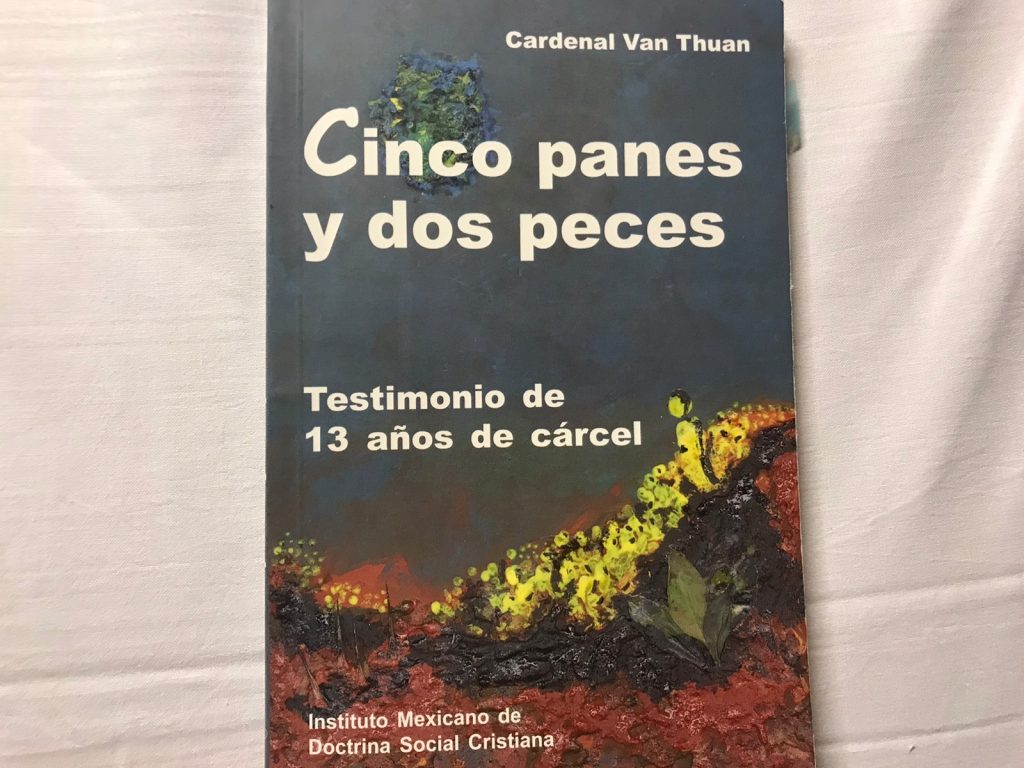 Cardenal Van Thuan
Cinco panes
y dos peces
Testimonio de
13 años de cárcel
Instituto Mexicano de
Doctrina Social Cristiana